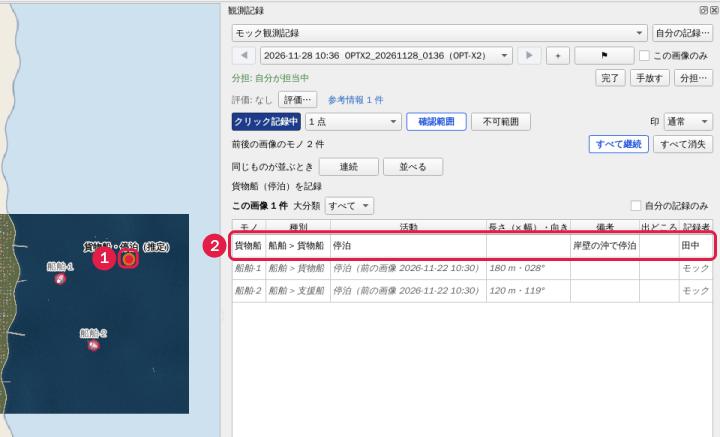 観測記録
モック観測記録
自分の記録…
2026-11-28 10:36 OPTX2_20261128_0136（OPT-X2）
+
この画像のみ
分担: 自分が担当中
完了
手放す
分担…
評価: なし
評価…
参考情報 1 件
クリック記録中
1 点
確認範囲
不可範囲
印
通常
前後の画像のモノ 2 件
すべて継続
すべて消失
同じものが並ぶとき
連続
並べる
貨物船（停泊）を記録
この画像 1 件 大分類 すべて
自分の記録のみ
モノ 種別 活動 長さ（× 幅）・向き 備考 出どころ 記録者
貨物船 船舶 > 貨物船 停泊 岸壁の沖で停泊 田中
船舶-1 船舶 > 貨物船 停泊（前の画像 2026-11-22 10:30） 180 m・028° モック
船舶-2 船舶 > 支援船 停泊（前の画像 2026-11-22 10:30） 120 m・119° モック
貨物船・停泊（推定）
1
2
船舶-1
船舶-2